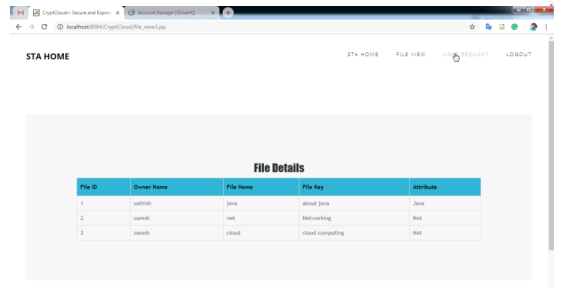 CryptCloud+: Secure and Expres
Account Storage | DriveHQ
localhost:8084/CryptCloud/file_view3.jsp
STA HOME
STA HOME FILE VIEW USER REQUEST LOGOUT
File Details
File ID Owner Name File Name File Key Attribute
1 sathish java about java Java
2 suresh net Networking Net
3 suresh cloud cloud computing Net